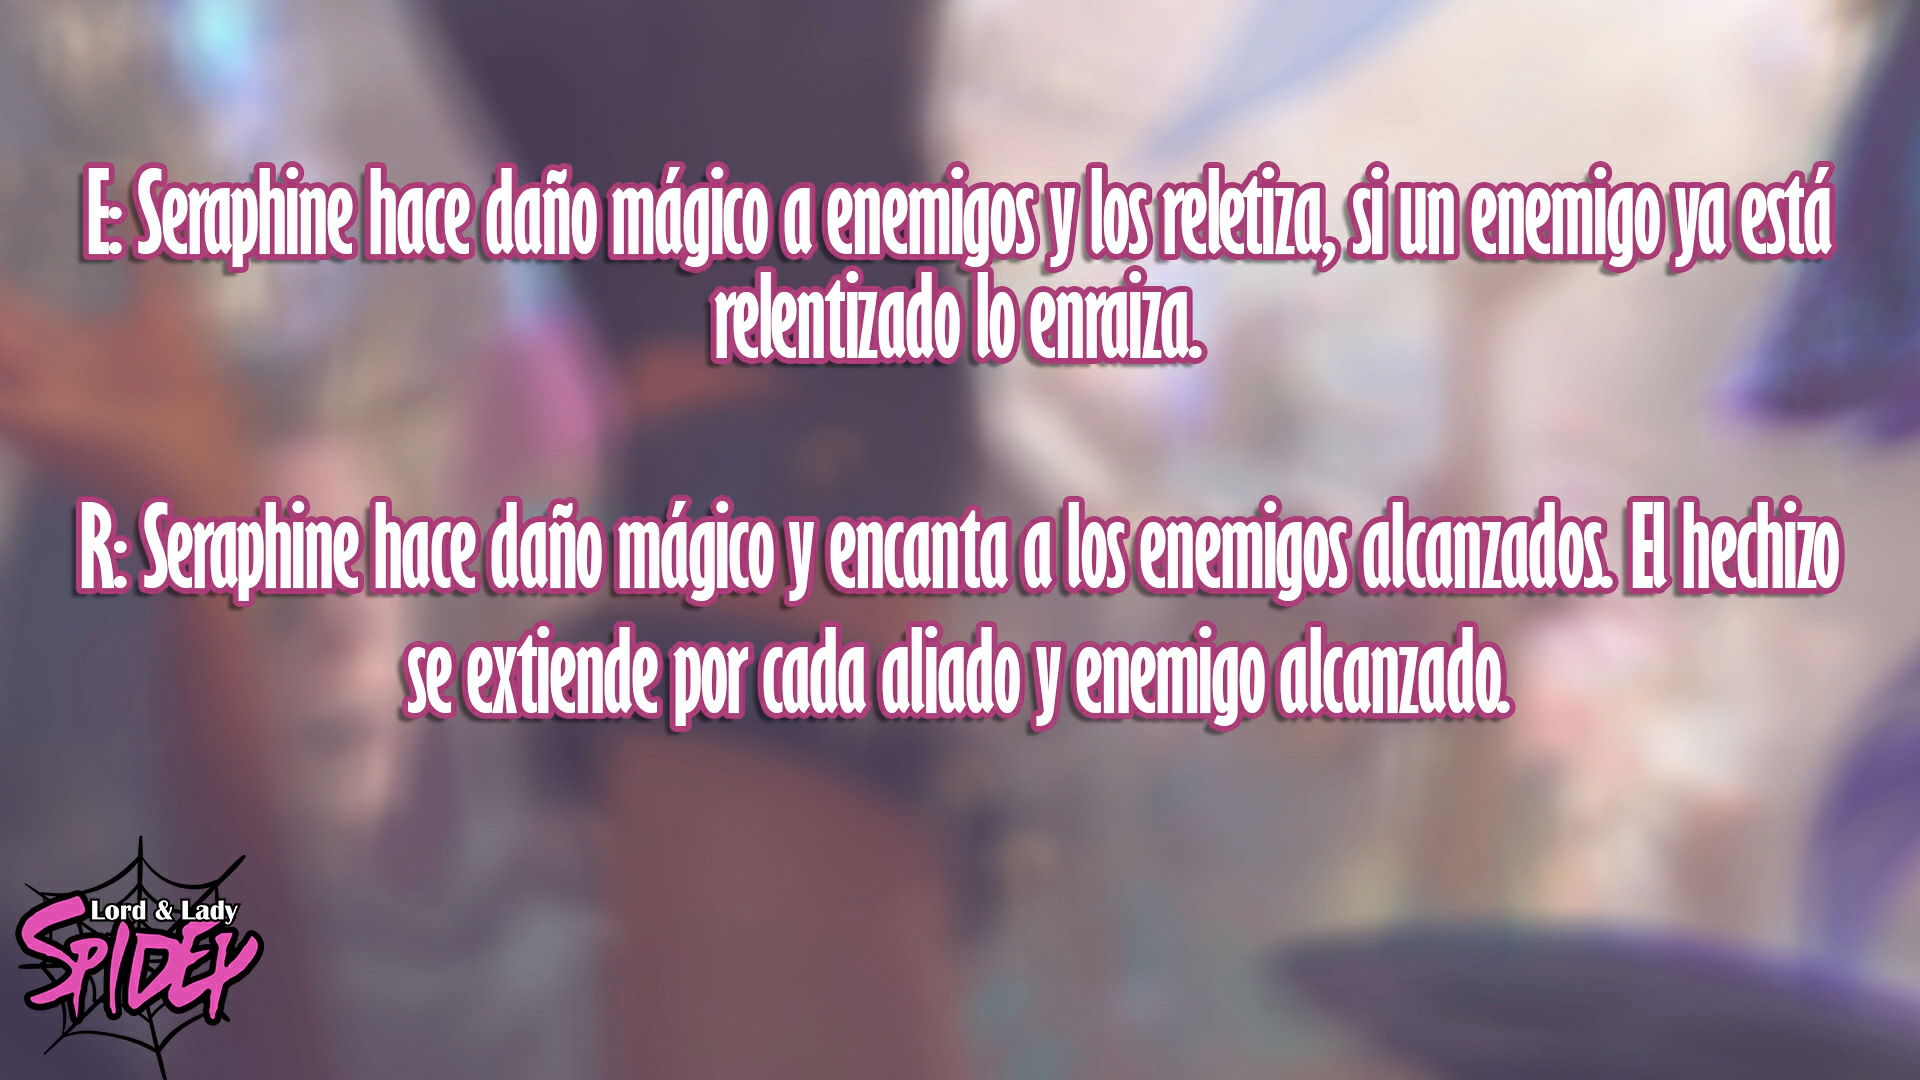 E: Seraphine hace daño mágico a enemigos y los reletiza, si un enemigo ya está
relentizado lo enraiza.
R: Seraphine hace daño mágico y encanta a los enemigos alcanzados. El hechizo
se extiende por cada aliado y enemigo alcanzado.
Lord & Lady
SPIDEY